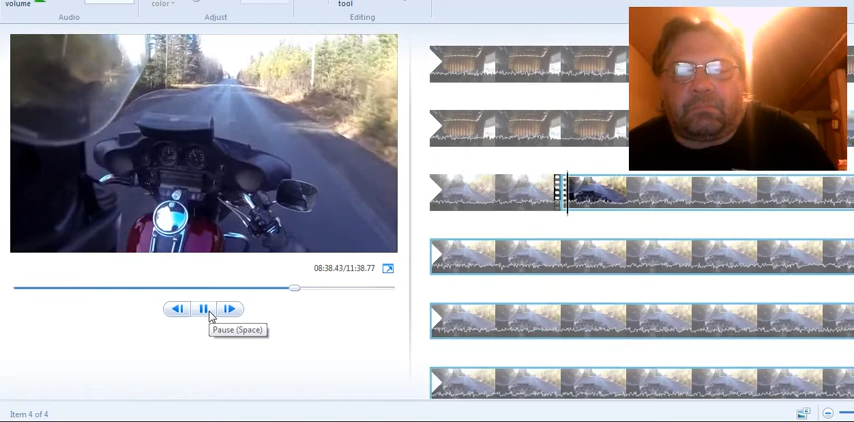 volume
color
tool
Audio
Adjust
Editing
08:38.43/11:38.77
Pause (Space)
Item 4 of 4